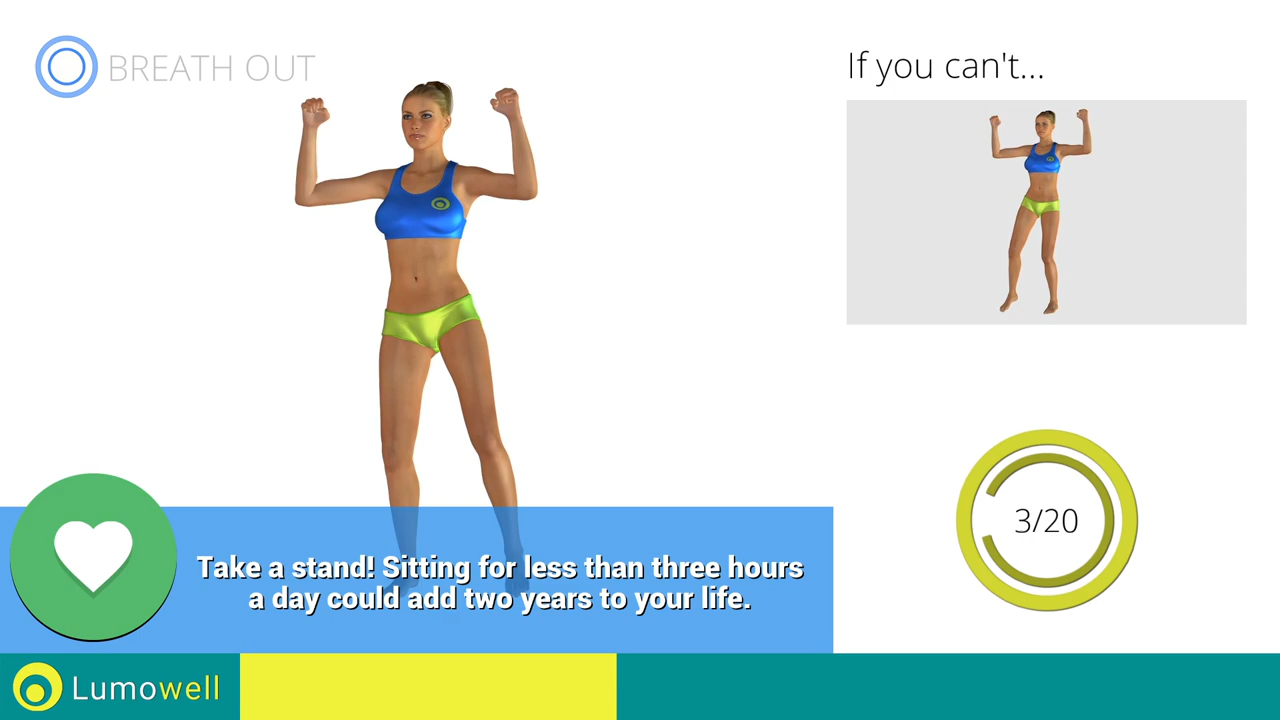 BREATH OUT
If you can't...
3/20
Take a stand! Sitting for less than three hours
a day could add two years to your life.
Lumowell